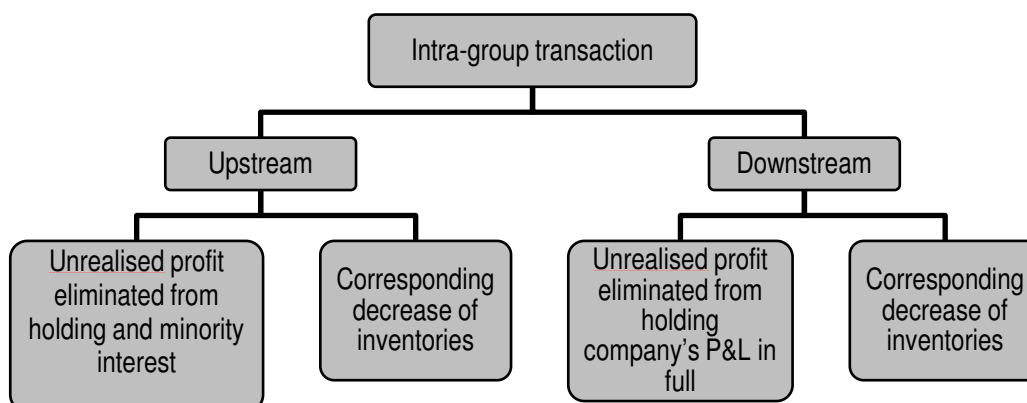 Intra-group transaction
Upstream
Downstream
Unrealised profit
eliminated from
holding and minority
interest
Corresponding
decrease of
inventories
Unrealised profit
eliminated from
holding
company's P&L in
full
Corresponding
decrease of
inventories